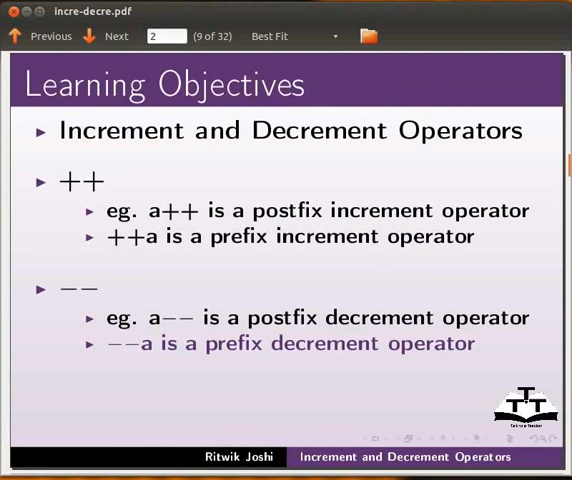 incre-decre.pdf
Previous Next 2 (9 of 32) Best Fit
Learning Objectives
Increment and Decrement Operators
++
eg. a++ is a postfix increment operator
++a is a prefix increment operator
−−
eg. a−− is a postfix decrement operator
−−a is a prefix decrement operator
Ritwik Joshi Increment and Decrement Operators